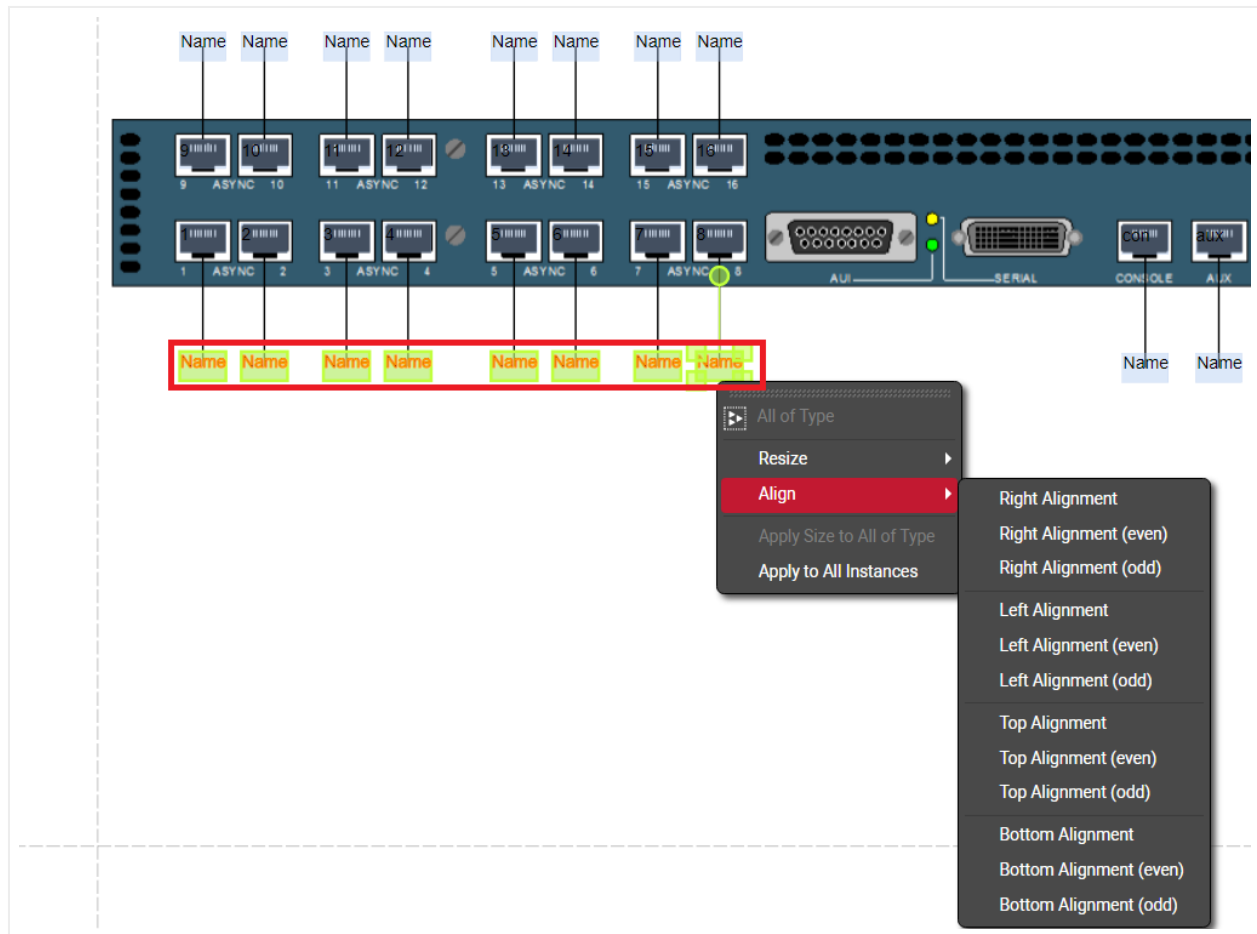 Name Name Name Name Name Name Name Name
9 10 11 12 13 14 15 16
9 ASYNC 10 11 ASYNC 12 13 ASYNC 14 15 ASYNC 16
1 2 3 4 5 6 7 8 con aux
1 ASYNC 2 3 ASYNC 4 5 ASYNC 6 7 ASYNC 8 AUI SERIAL CONSOLE AUX
Name Name Name Name Name Name Name Name Name Name
All of Type
Resize
Align
Apply Size to All of Type
Apply to All Instances
Right Alignment
Right Alignment (even)
Right Alignment (odd)
Left Alignment
Left Alignment (even)
Left Alignment (odd)
Top Alignment
Top Alignment (even)
Top Alignment (odd)
Bottom Alignment
Bottom Alignment (even)
Bottom Alignment (odd)